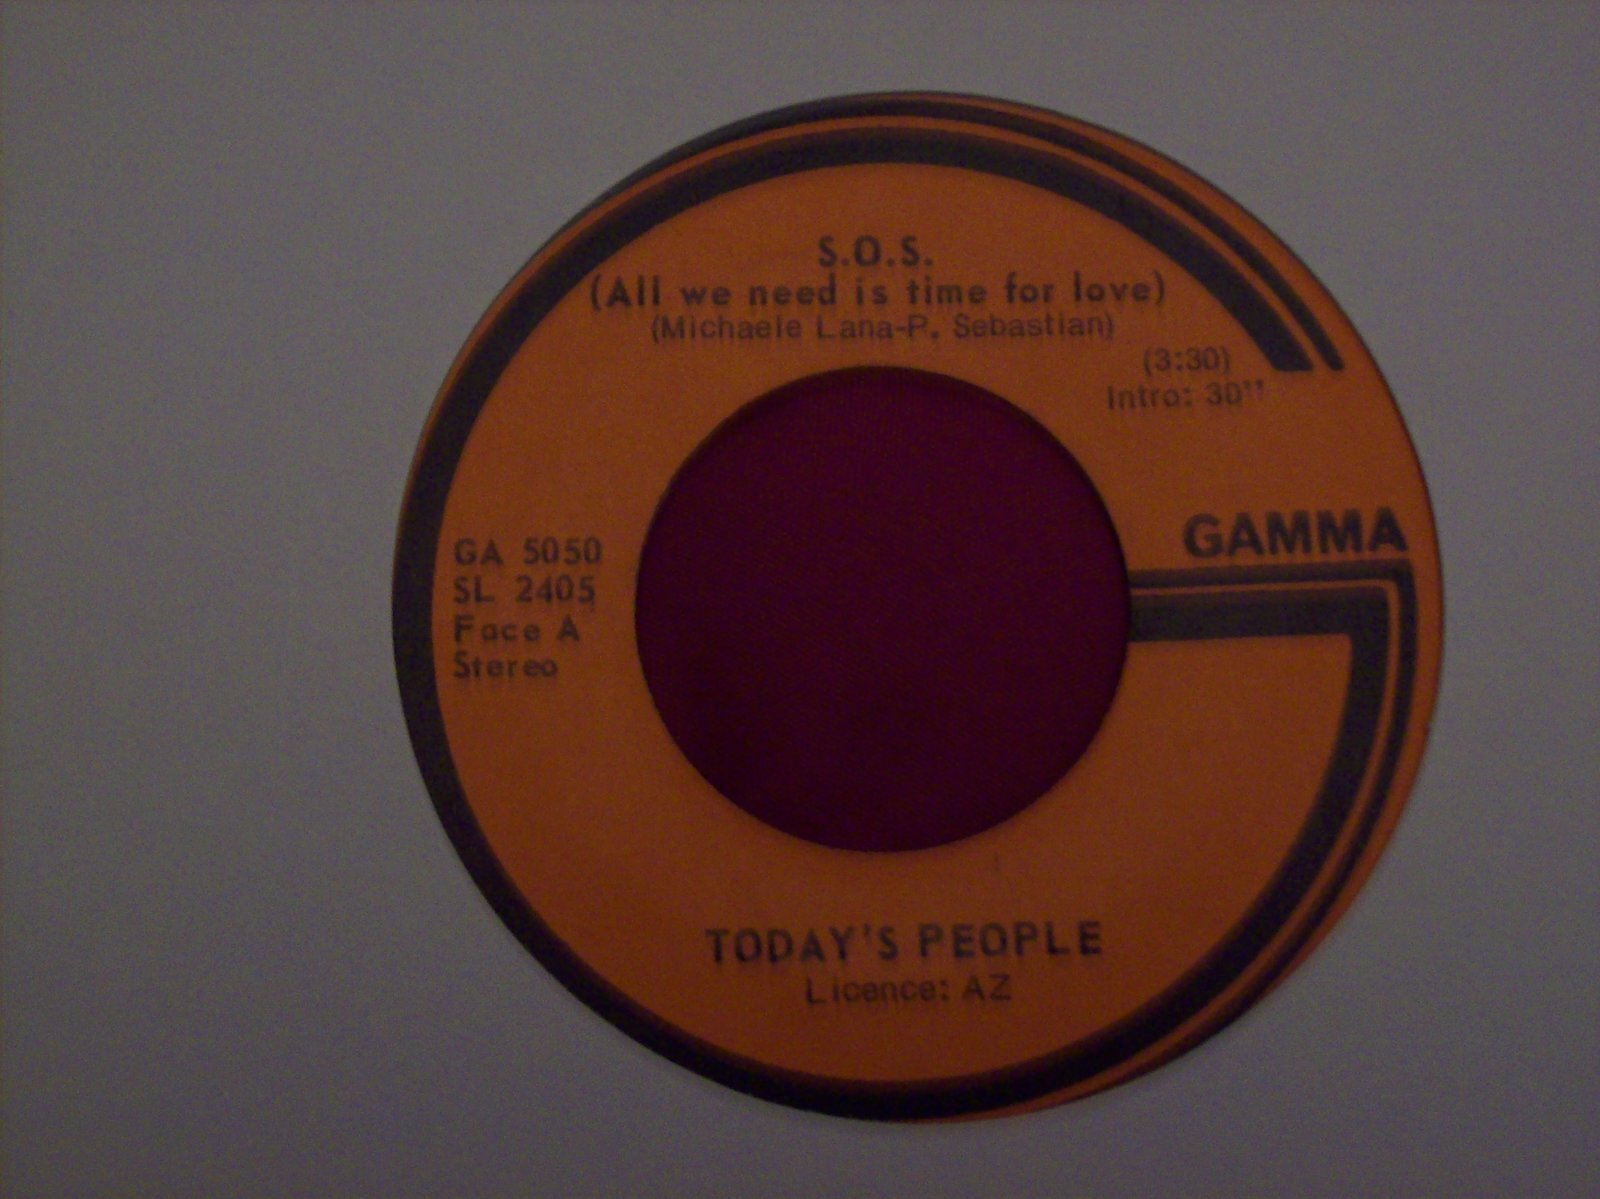 S.O.S.
(All we need is time for love)
(Michaele Lana-P. Sebastian)
(3:30)
Intro: 30"
GAMMA
GA 5050
SL 2405
Face A
Stereo
TODAY'S PEOPLE
Licence: AZ